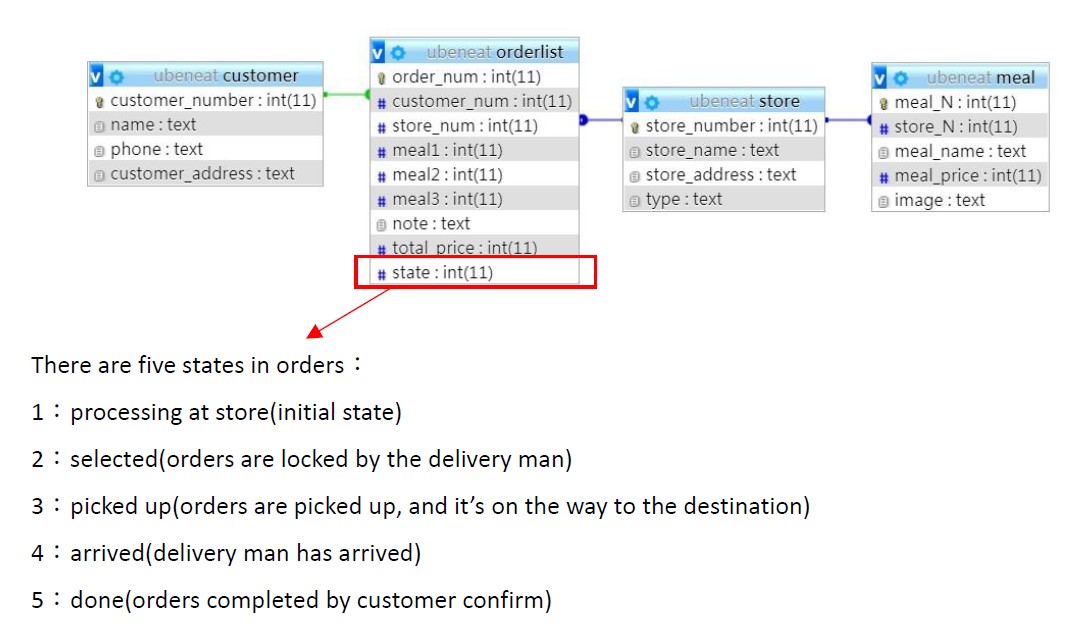 ubeneat customer
customer_number : int(11)
name : text
phone : text
customer_address : text
ubeneat orderlist
order_num : int(11)
customer_num : int(11)
store_num : int(11)
meal1 : int(11)
meal2 : int(11)
meal3 : int(11)
note : text
total_price : int(11)
state : int(11)
ubeneat store
store_number : int(11)
store_name : text
store_address : text
type : text
ubeneat meal
meal_N : int(11)
store_N : int(11)
meal_name : text
meal_price : int(11)
image : text
There are five states in orders：
1：processing at store(initial state)
2：selected(orders are locked by the delivery man)
3：picked up(orders are picked up, and it’s on the way to the destination)
4：arrived(delivery man has arrived)
5：done(orders completed by customer confirm)